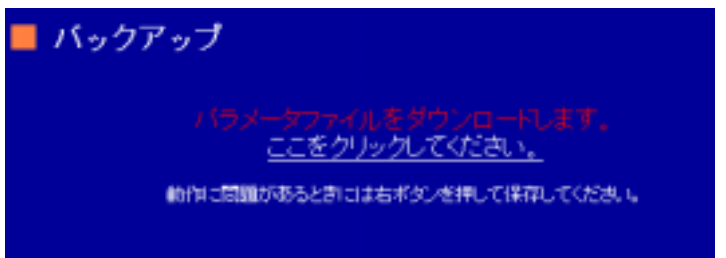 バックアップ
パラメータファイルをダウンロードします。
ここをクリックしてください。
動作に問題があるときには右ボタンを押して保存してください。